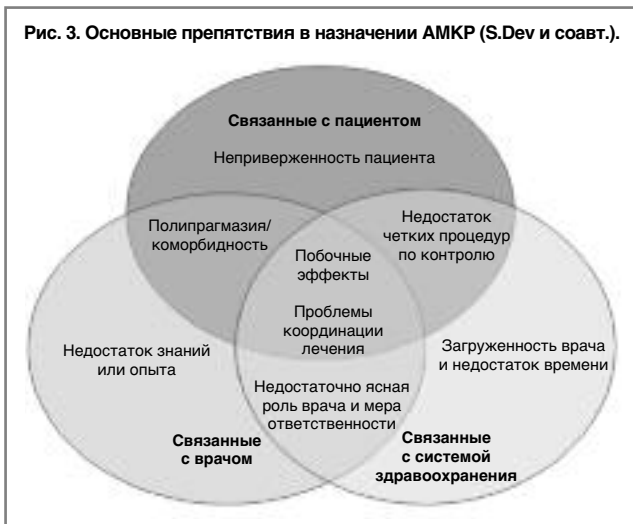 Рис. 3. Основные препятствия в назначении АМКР (S.Dev и соавт.).
Связанные с пациентом
Неприверженность пациента
Полипрагмазия/
коморбидность
Недостаток
четких процедур
по контролю
Побочные
эффекты
Проблемы
координации
лечения
Недостаток знаний
или опыта
Загруженность врача
и недостаток времени
Недостаточно ясная
роль врача и мера
ответственности
Связанные
с врачом
Связанные
с системой
здравоохранения